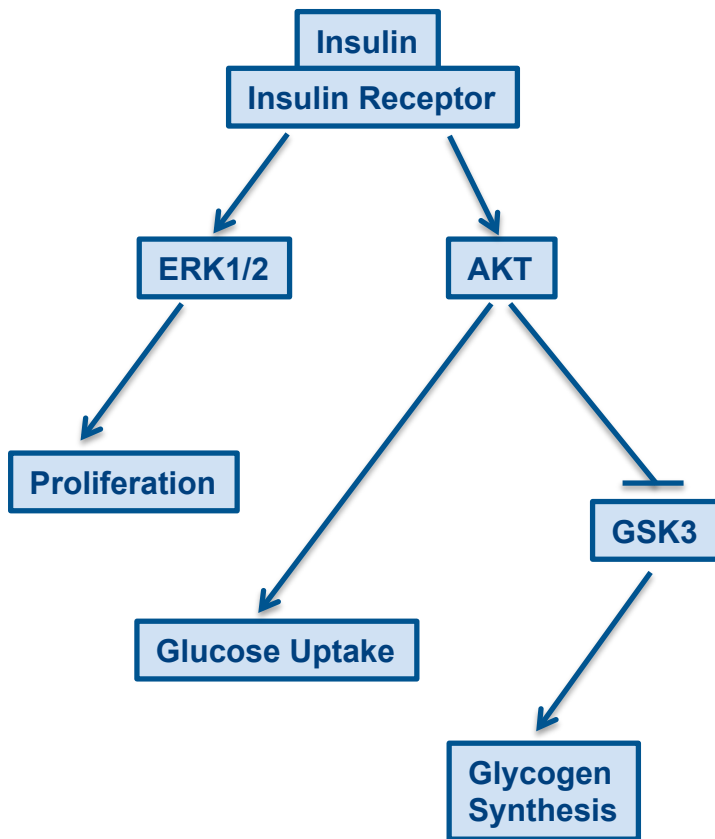 Insulin
Insulin Receptor
ERK1/2
AKT
Proliferation
GSK3
Glucose Uptake
Glycogen
Synthesis